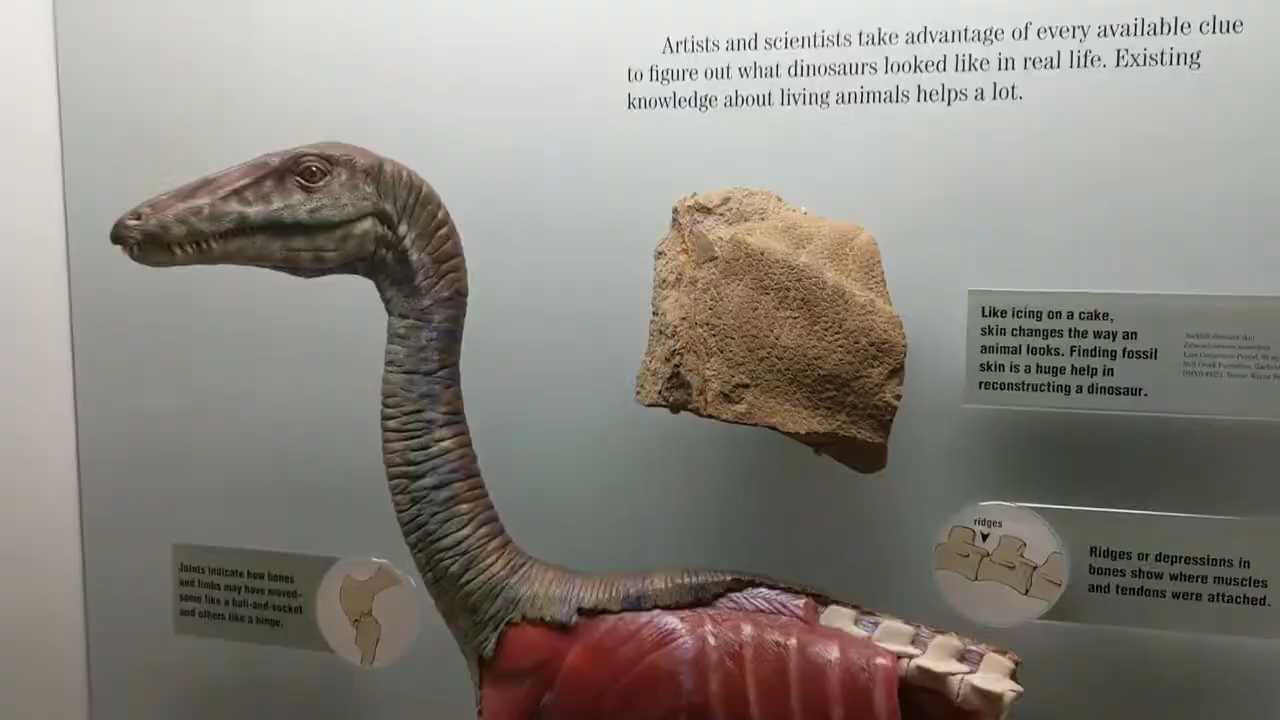 Artists and scientists take advantage of every available clue
to figure out what dinosaurs looked like in real life. Existing
knowledge about living animals helps a lot.
Like icing on a cake,
skin changes the way an
animal looks. Finding fossil
skin is a huge help in
reconstructing a dinosaur.
ridges
Ridges or depressions in
bones show where muscles
and tendons were attached.
Joints indicate how bones
and limbs may have moved–
some like a ball-and-socket
and others like a hinge.